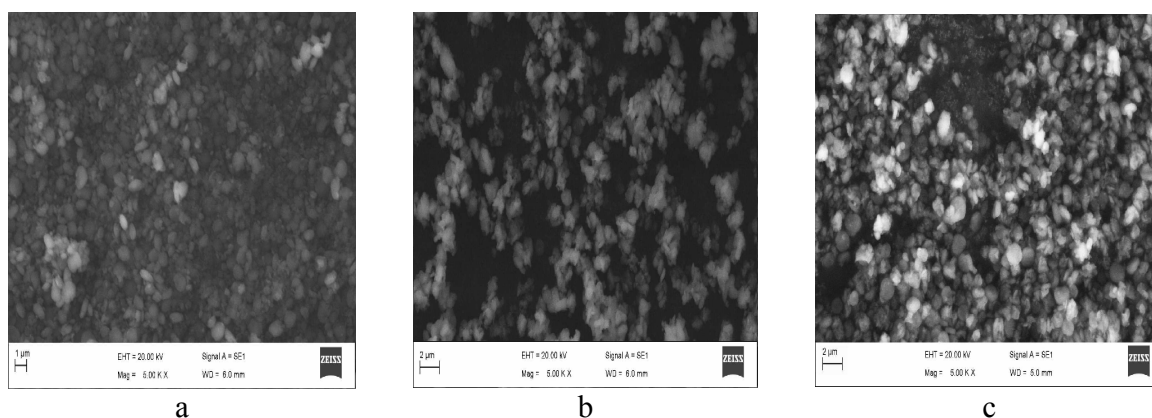 1 µm
EHT = 20.00 kV
Signal A = SE1
Mag = 5.00 K X
WD = 6.0 mm
ZEISS
2 µm
EHT = 20.00 kV
Signal A = SE1
Mag = 5.00 K X
WD = 6.0 mm
ZEISS
2 µm
EHT = 20.00 kV
Signal A = SE1
Mag = 5.00 K X
WD = 5.0 mm
ZEISS
a
b
c